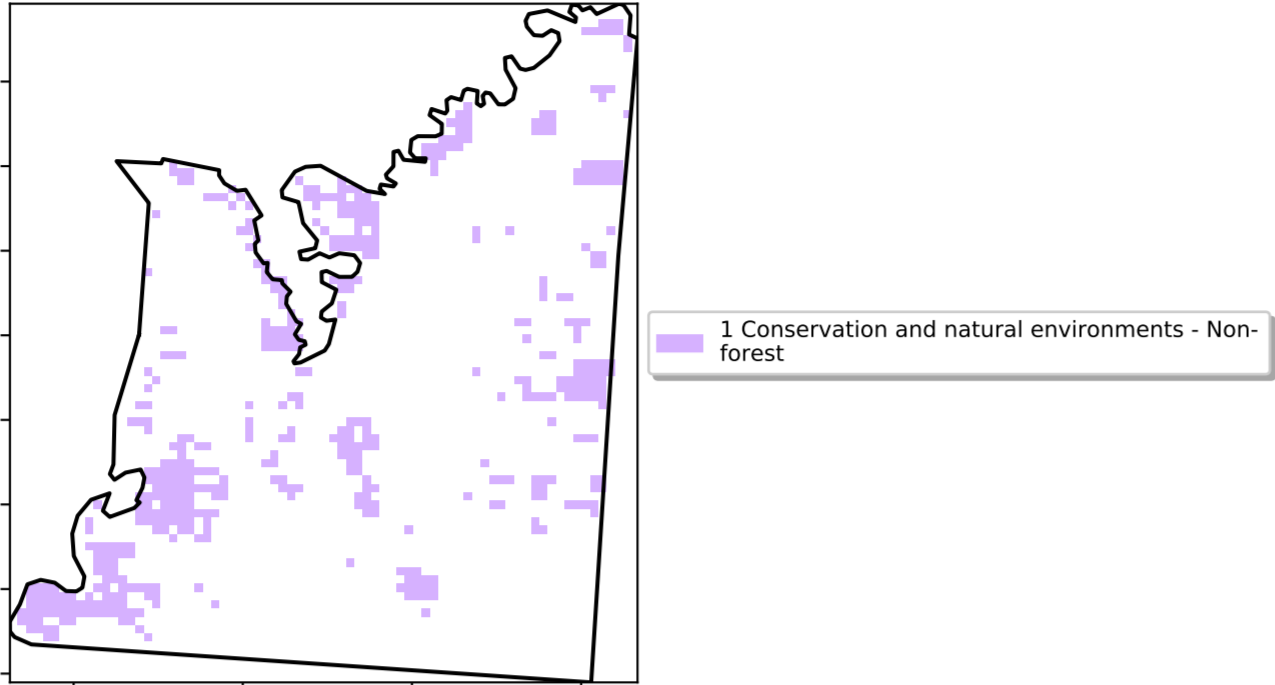 1 Conservation and natural environments - Non-
forest